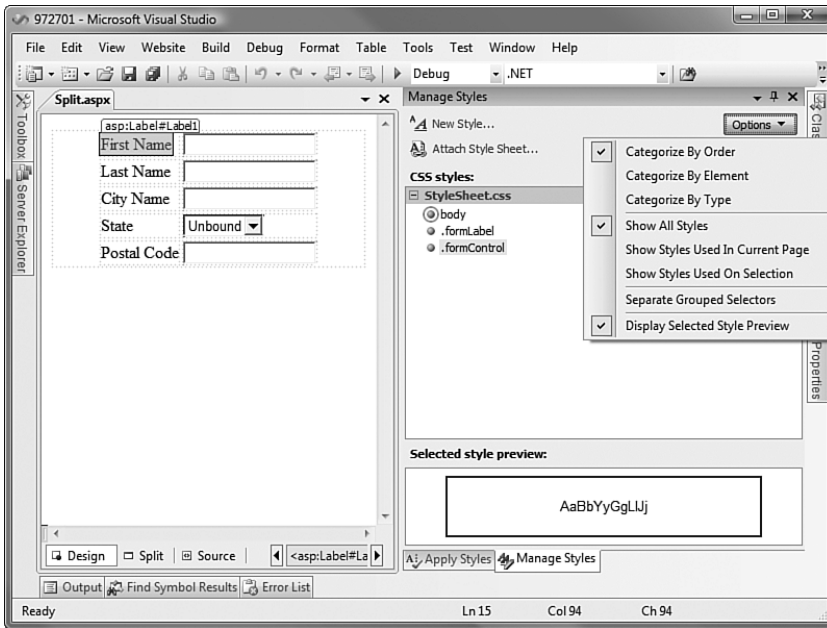 972701 - Microsoft Visual Studio
File Edit View Website Build Debug Format Table Tools Test Window Help
Debug .NET
Toolbox
Server Explorer
Split.aspx
asp:Label#Label1
First Name
Last Name
City Name
State Unbound
Postal Code
Design Split Source <asp:Label#La
Manage Styles
New Style...
Options
Attach Style Sheet...
CSS styles:
StyleSheet.css
body
.formLabel
.formControl
Categorize By Order
Categorize By Element
Categorize By Type
Show All Styles
Show Styles Used In Current Page
Show Styles Used On Selection
Separate Grouped Selectors
Display Selected Style Preview
Selected style preview:
AaBbYyGgLlJj
Apply Styles Manage Styles
Clas
Properties
Output Find Symbol Results Error List
Ready Ln 15 Col 94 Ch 94